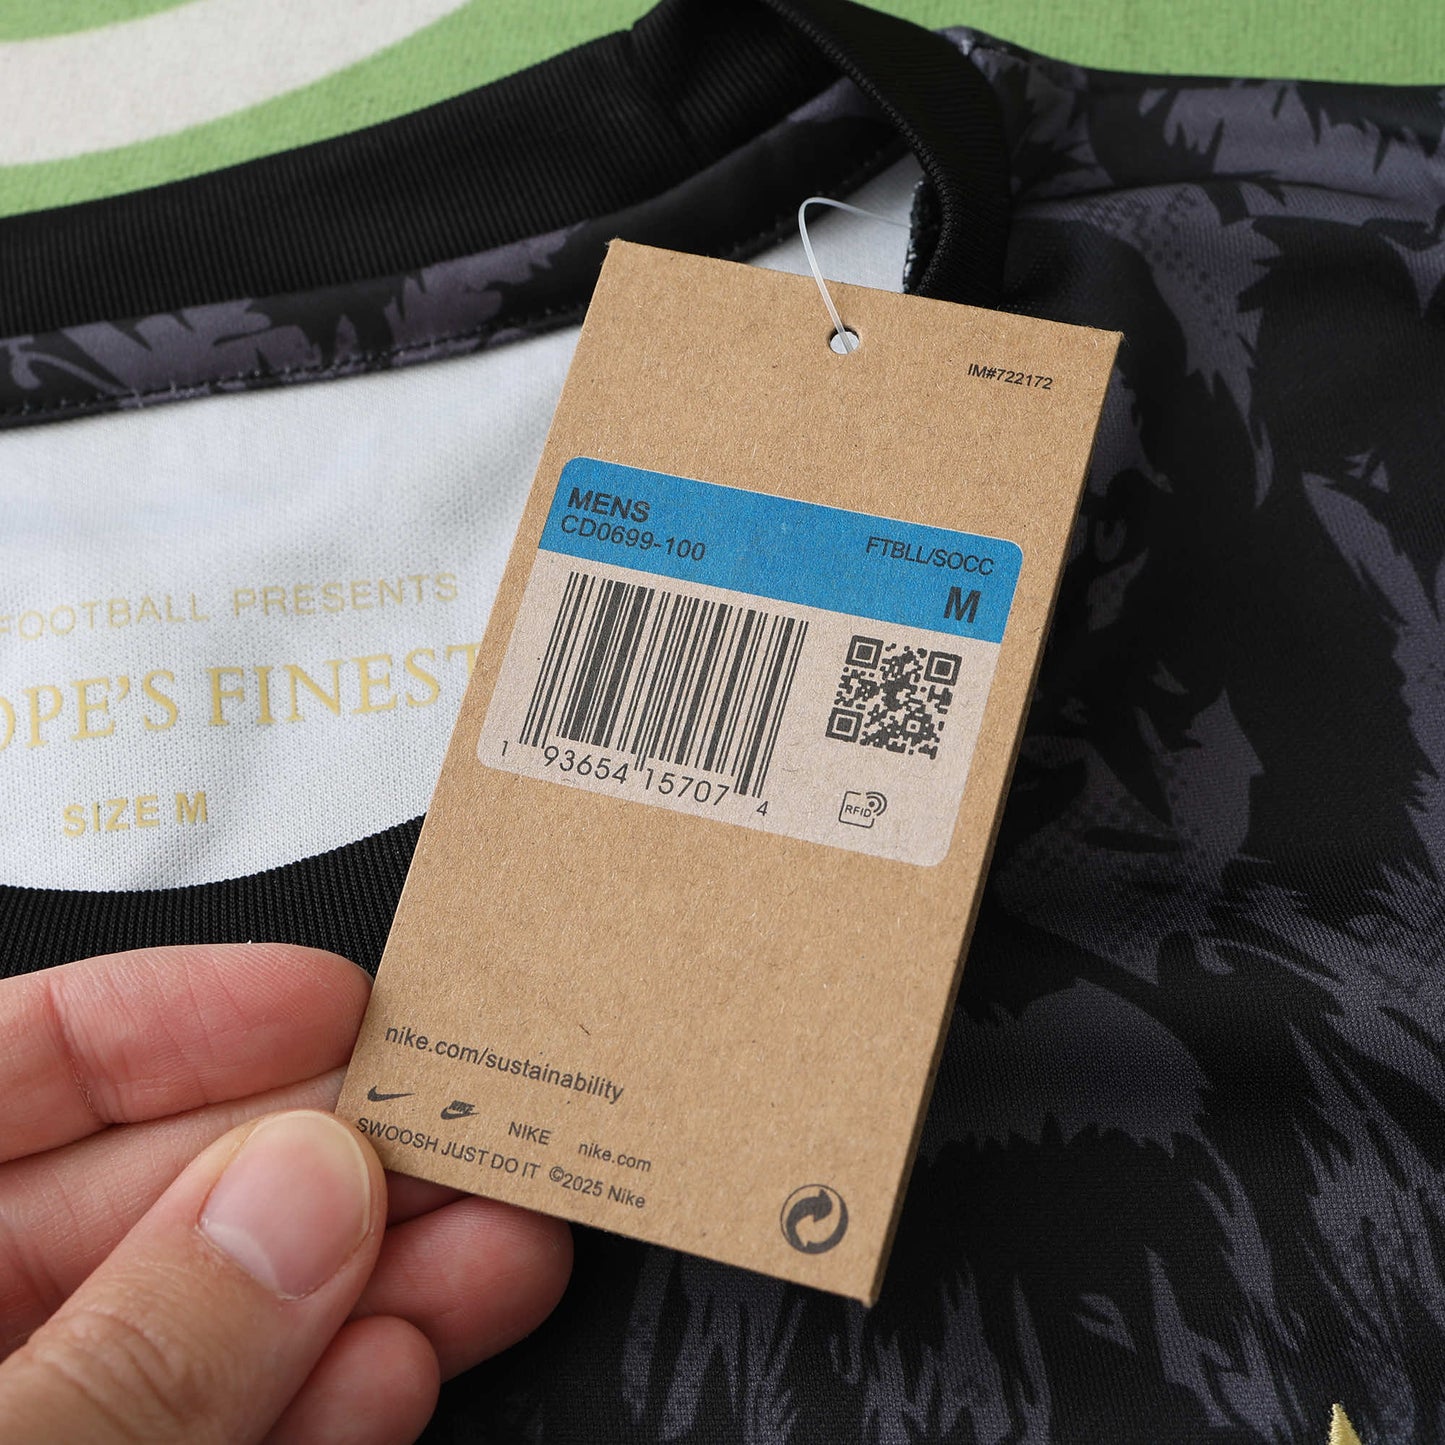 IM#722172
MENS
CD0699-100
FTBLL/SOCC
M
1 93654 15707 4
RFID
nike.com/sustainability
NIKE nike.com
SWOOSH JUST DO IT ©2025 Nike
FOOTBALL PRESENTS
OPE'S FINEST
SIZE M